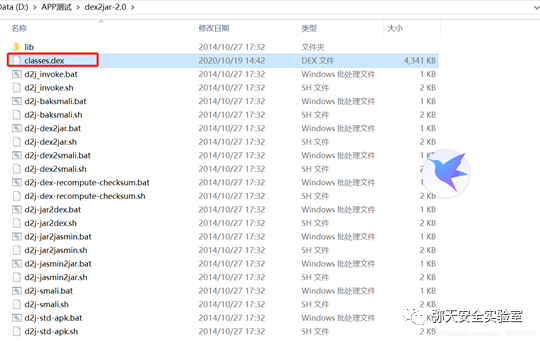 Data (D:) › APP测试 › dex2jar-2.0 ›
名称 修改日期 类型 大小
lib 2014/10/27 17:32 文件夹
classes.dex 2020/10/19 14:42 DEX 文件 4,341 KB
d2j_invoke.bat 2014/10/27 17:32 Windows 批处理文件 1 KB
d2j_invoke.sh 2014/10/27 17:32 SH 文件 2 KB
d2j-baksmali.bat 2014/10/27 17:32 Windows 批处理文件 1 KB
d2j-baksmali.sh 2014/10/27 17:32 SH 文件 2 KB
d2j-dex2jar.bat 2014/10/27 17:32 Windows 批处理文件 1 KB
d2j-dex2jar.sh 2014/10/27 17:32 SH 文件 2 KB
d2j-dex2smali.bat 2014/10/27 17:32 Windows 批处理文件
d2j-dex2smali.sh 2014/10/27 17:32 SH 文件
d2j-dex-recompute-checksum.bat 2014/10/27 17:32 Windows 批处理文件
d2j-dex-recompute-checksum.sh 2014/10/27 17:32 SH 文件 2 KB
d2j-jar2dex.bat 2014/10/27 17:32 Windows 批处理文件 1 KB
d2j-jar2dex.sh 2014/10/27 17:32 SH 文件 2 KB
d2j-jar2jasmin.bat 2014/10/27 17:32 Windows 批处理文件 1 KB
d2j-jar2jasmin.sh 2014/10/27 17:32 SH 文件 2 KB
d2j-jasmin2jar.bat 2014/10/27 17:32 Windows 批处理文件 1 KB
d2j-jasmin2jar.sh 2014/10/27 17:32 SH 文件 2 KB
d2j-smali.bat 2014/10/27 17:32 Windows 批处理文件 1 KB
d2j-smali.sh 2014/10/27 17:32 SH 文件 2 KB
d2j-std-apk.bat 2014/10/27 17:32 Windows 批处理文件
d2j-std-apk.sh 2014/10/27 17:32 SH 文件 2 KB
弥天安全实验室